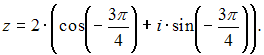 z = 2 · ( cos( − 3π/4 ) + i · sin( − 3π/4 ) ).